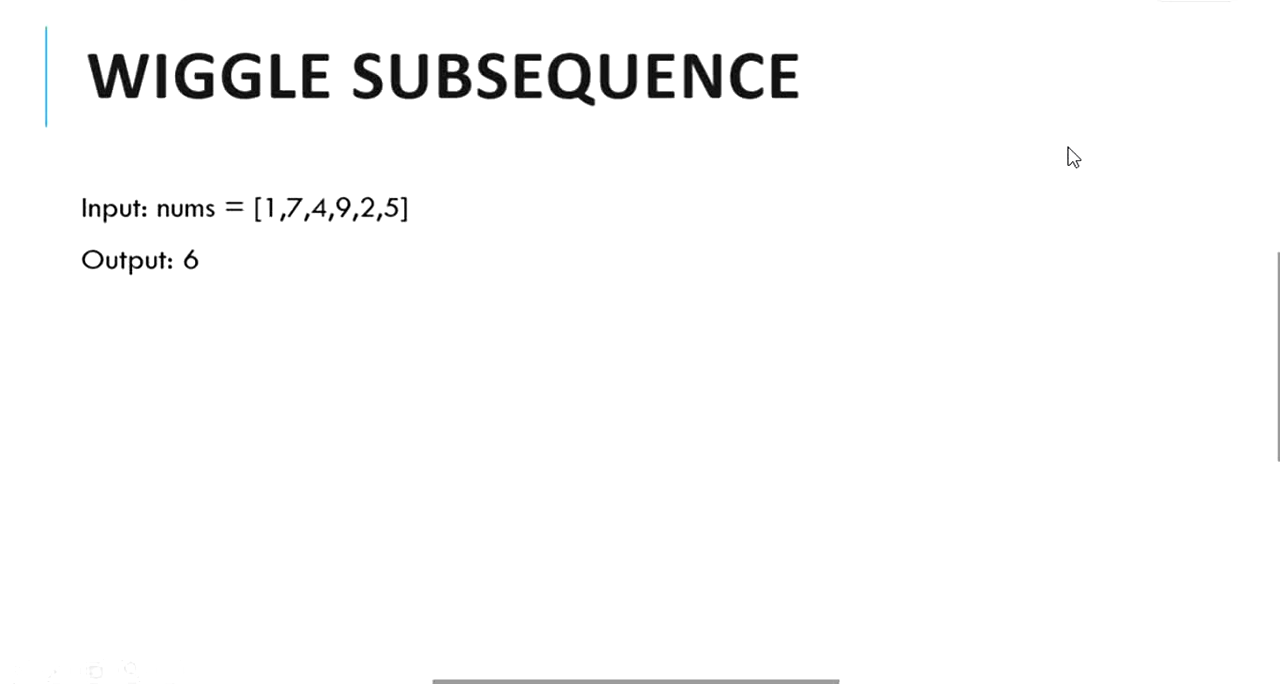 WIGGLE SUBSEQUENCE
Input: nums = [1,7,4,9,2,5]
Output: 6